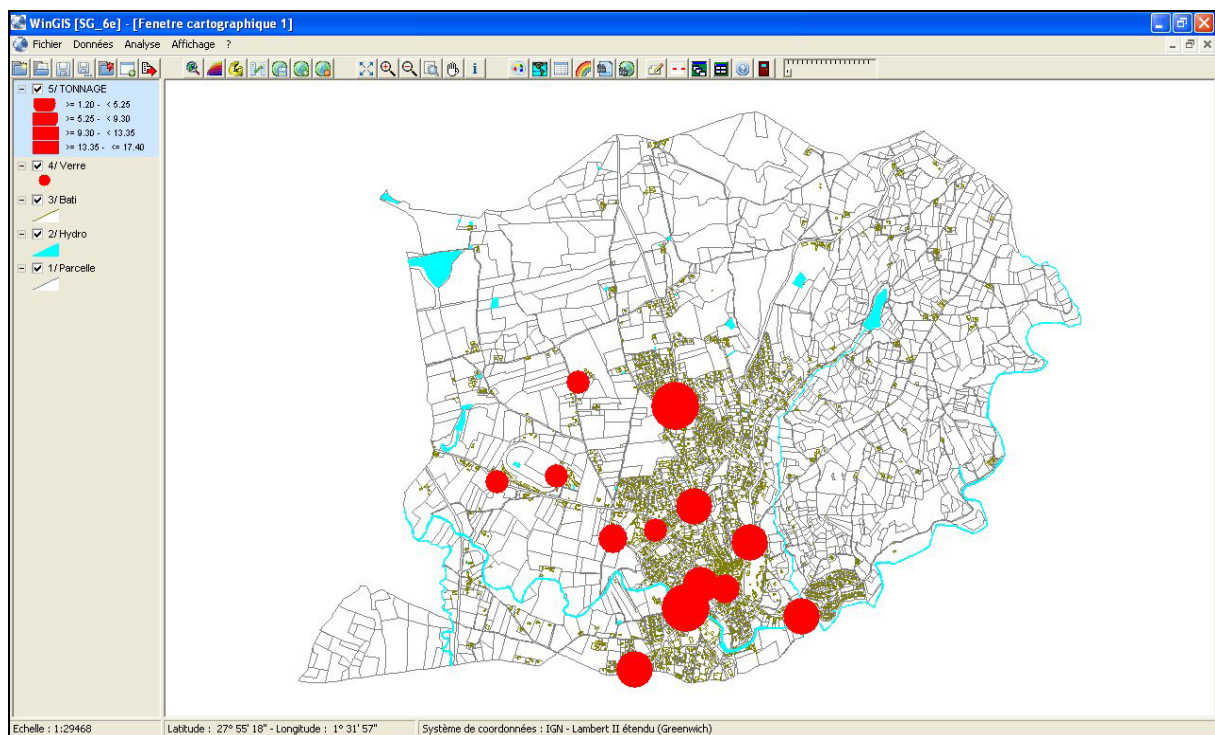 WinGIS [SG_6e] - [Fenetre cartographique 1]
Fichier Données Analyse Affichage ?
5/ TONNAGE
>= 1.20 - < 5.25
>= 5.25 - < 9.30
>= 9.30 - < 13.35
>= 13.35 - <= 17.40
4/ Verre
3/ Bati
2/ Hydro
1/ Parcelle
Echelle : 1:29468
Latitude : 27° 55' 18" - Longitude : 1° 31' 57"
Système de coordonnées : IGN - Lambert II étendu (Greenwich)